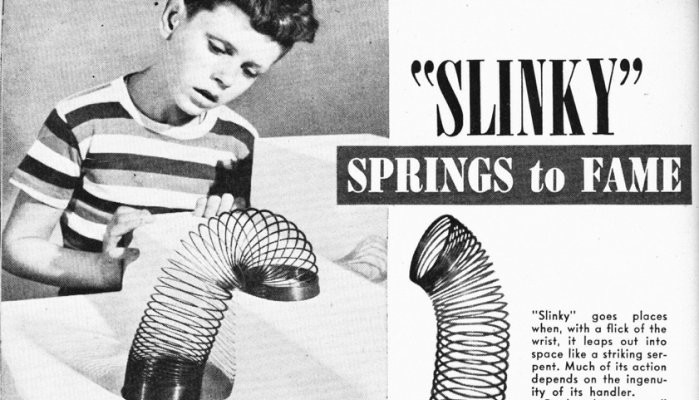 "SLINKY"
SPRINGS to FAME
"Slinky" goes places
when, with a flick of the
wrist, it leaps out into
space like a striking ser-
pent. Much of its action
depends on the ingenu-
ity of its handler.